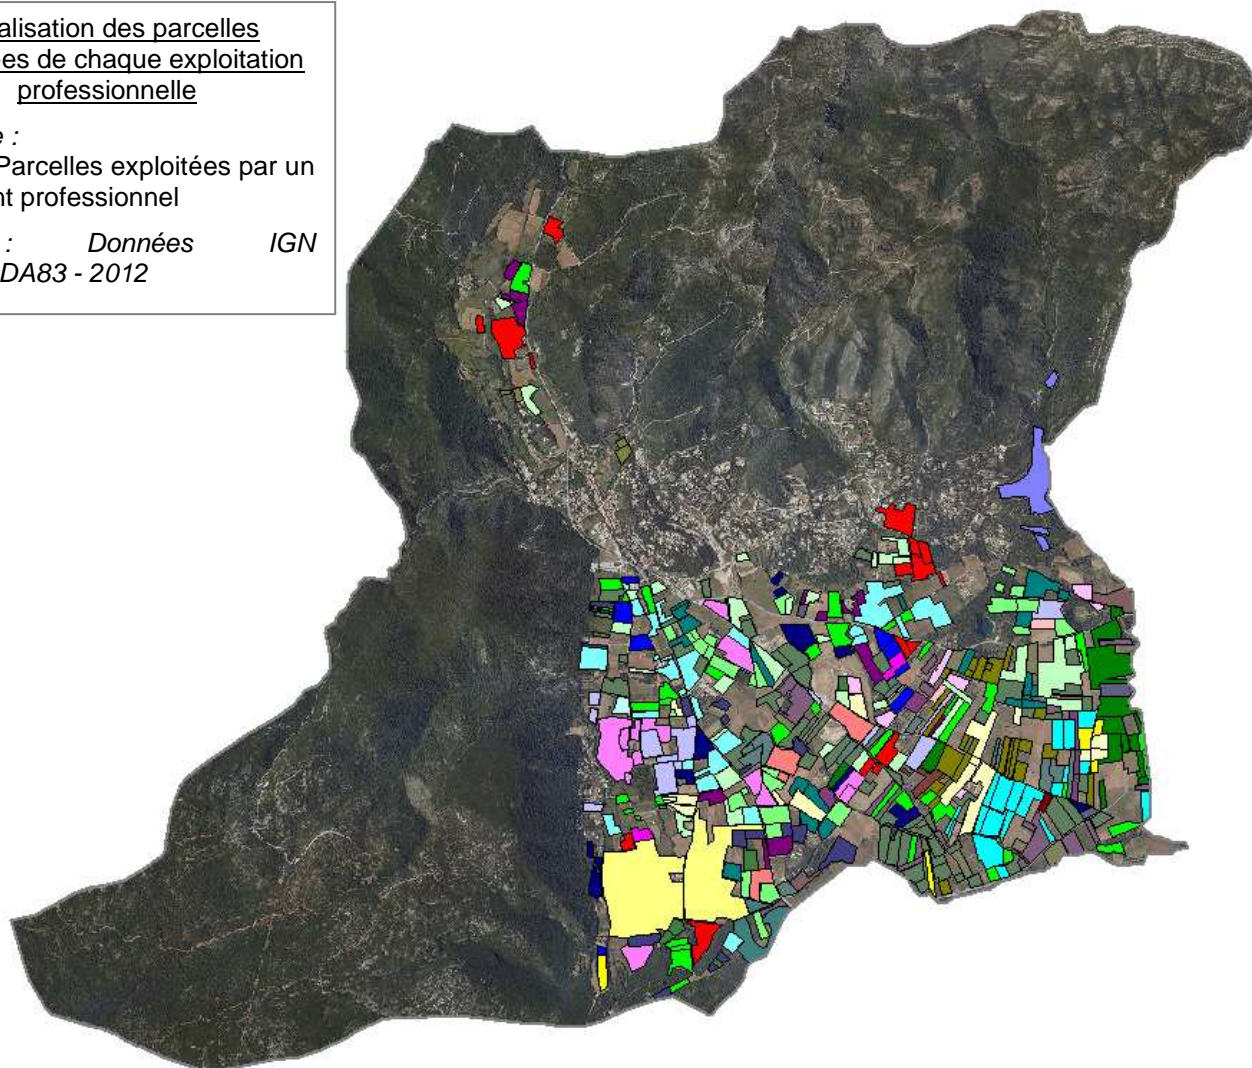 alisation des parcelles
es de chaque exploitation
professionnelle
e :
Parcelles exploitées par un
nt professionnel
: Données IGN
DA83 - 2012